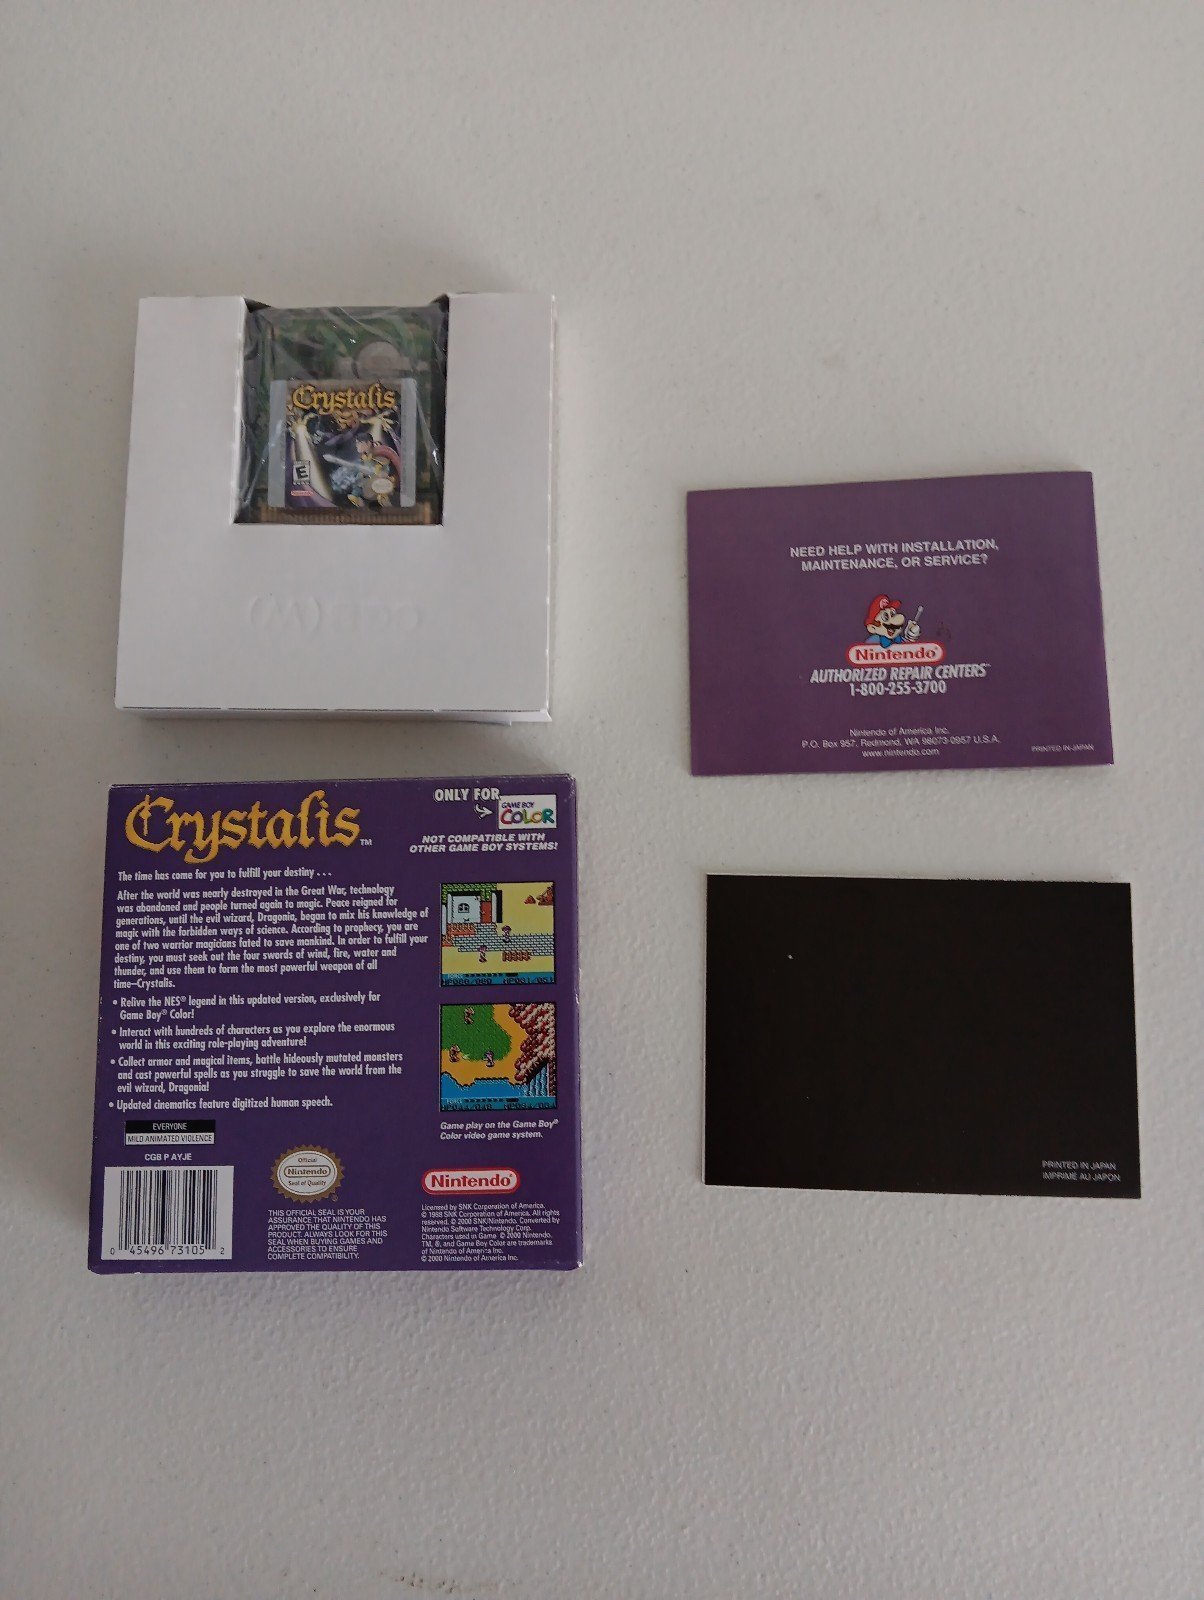 Crystalis
E
Nintendo
NEED HELP WITH INSTALLATION,
MAINTENANCE, OR SERVICE?
Nintendo
AUTHORIZED REPAIR CENTERS
1-800-255-3700
Nintendo of America Inc.
P.O. Box 957, Redmond, WA 98073-0957 U.S.A.
www.nintendo.com
PRINTED IN JAPAN
Crystalis™
ONLY FOR
GAME BOY
COLOR
NOT COMPATIBLE WITH
OTHER GAME BOY SYSTEMS!
The time has come for you to fulfill your destiny . . .
After the world was nearly destroyed in the Great War, technology
was abandoned and people turned again to magic. Peace reigned for
generations, until the evil wizard, Dragonia, began to mix his knowledge of
magic with the forbidden ways of science. According to prophecy, you are
one of two warrior magicians fated to save mankind. In order to fulfill your
destiny, you must seek out the four swords of wind, fire, water and
thunder, and use them to form the most powerful weapon of all
time–Crystalis.
• Relive the NES® legend in this updated version, exclusively for
Game Boy® Color!
• Interact with hundreds of characters as you explore the enormous
world in this exciting role-playing adventure!
• Collect armor and magical items, battle hideously mutated monsters
and cast powerful spells as you struggle to save the world from the
evil wizard, Dragonia!
• Updated cinematics feature digitized human speech.
FORCE
FORCE
Game play on the Game Boy®
Color video game system.
EVERYONE
MILD ANIMATED VIOLENCE
CGB P AYJE
0 45496 73105 2
Official
Nintendo
Seal of Quality
THIS OFFICIAL SEAL IS YOUR
ASSURANCE THAT NINTENDO HAS
APPROVED THE QUALITY OF THIS
PRODUCT. ALWAYS LOOK FOR THIS
SEAL WHEN BUYING GAMES AND
ACCESSORIES TO ENSURE
COMPLETE COMPATIBILITY.
Nintendo®
Licensed by SNK Corporation of America.
© 1988 SNK Corporation of America. All rights
reserved. © 2000 SNK/Nintendo. Converted by
Nintendo Software Technology Corp.
Characters used in Game © 2000 Nintendo.
TM, ®, and Game Boy Color are trademarks
of Nintendo of America Inc.
© 2000 Nintendo of America Inc.
PRINTED IN JAPAN
IMPRIMÉ AU JAPON